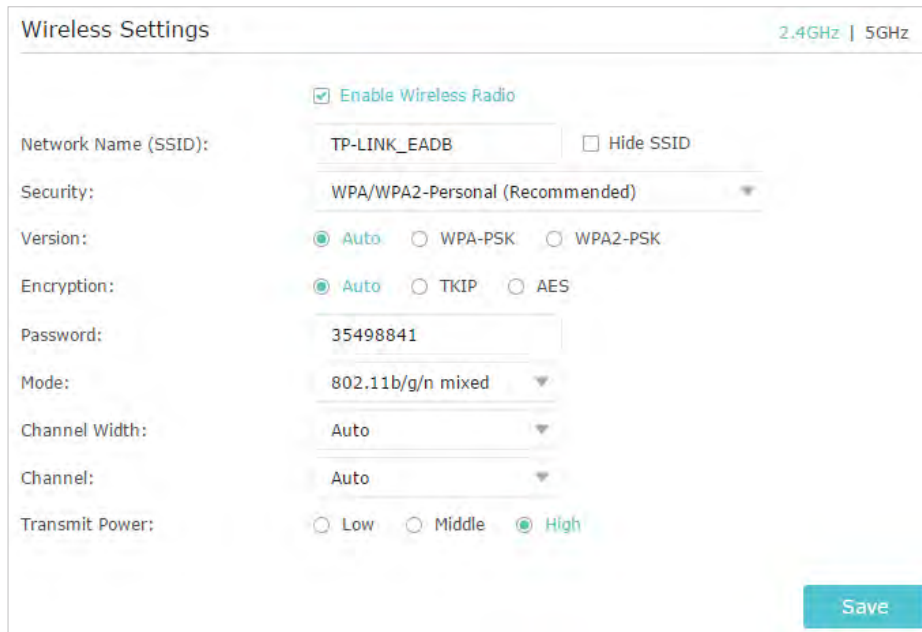 Wireless Settings 2.4GHz | 5GHz
Enable Wireless Radio
Network Name (SSID): TP-LINK_EADB Hide SSID
Security: WPA/WPA2-Personal (Recommended)
Version: Auto WPA-PSK WPA2-PSK
Encryption: Auto TKIP AES
Password: 35498841
Mode: 802.11b/g/n mixed
Channel Width: Auto
Channel: Auto
Transmit Power: Low Middle High
Save